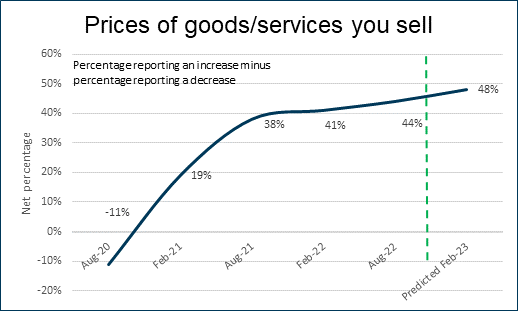 Prices of goods/services you sell
Percentage reporting an increase minus
percentage reporting a decrease
Net percentage
60%
50%
40%
30%
20%
10%
0%
-10%
-20%
-11%
19%
38%
41%
44%
48%
Aug-20
Feb-21
Aug-21
Feb-22
Aug-22
Predicted Feb-23